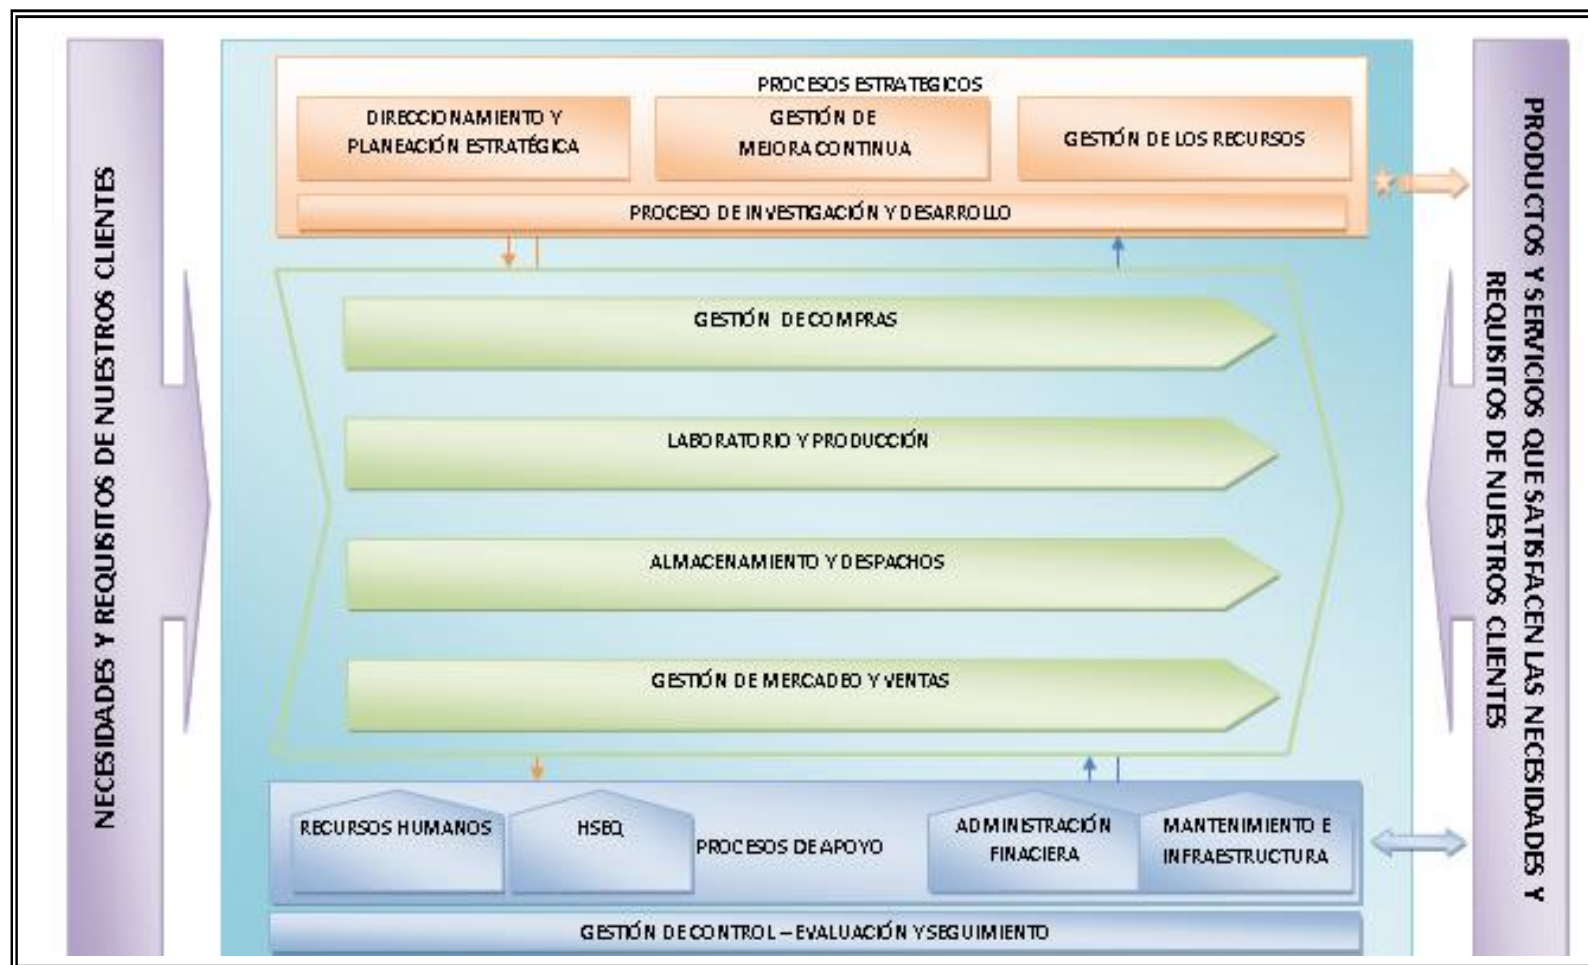 NECESIDADES Y REQUISITOS DE NUESTROS CLIENTES
PROCESOS ESTRATEGICOS
DIRECCIONAMIENTO Y
PLANEACIÓN ESTRATÉGICA
GESTIÓN DE
MEJORA CONTINUA
GESTIÓN DE LOS RECURSOS
PROCESO DE INVESTIGACIÓN Y DESARROLLO
GESTIÓN DE COMPRAS
LABORATORIO Y PRODUCCIÓN
ALMACENAMIENTO Y DESPACHOS
GESTIÓN DE MERCADEO Y VENTAS
RECURSOS HUMANOS
HSEQ
PROCESOS DE APOYO
ADMINISTRACIÓN
FINACIERA
MANTENIMIENTO E
INFRAESTRUCTURA
GESTIÓN DE CONTROL – EVALUACIÓN Y SEGUIMIENTO
PRODUCTOS Y SERVICIOS QUE SATISFACEN LAS NECESIDADES Y
REQUISITOS DE NUESTROS CLIENTES